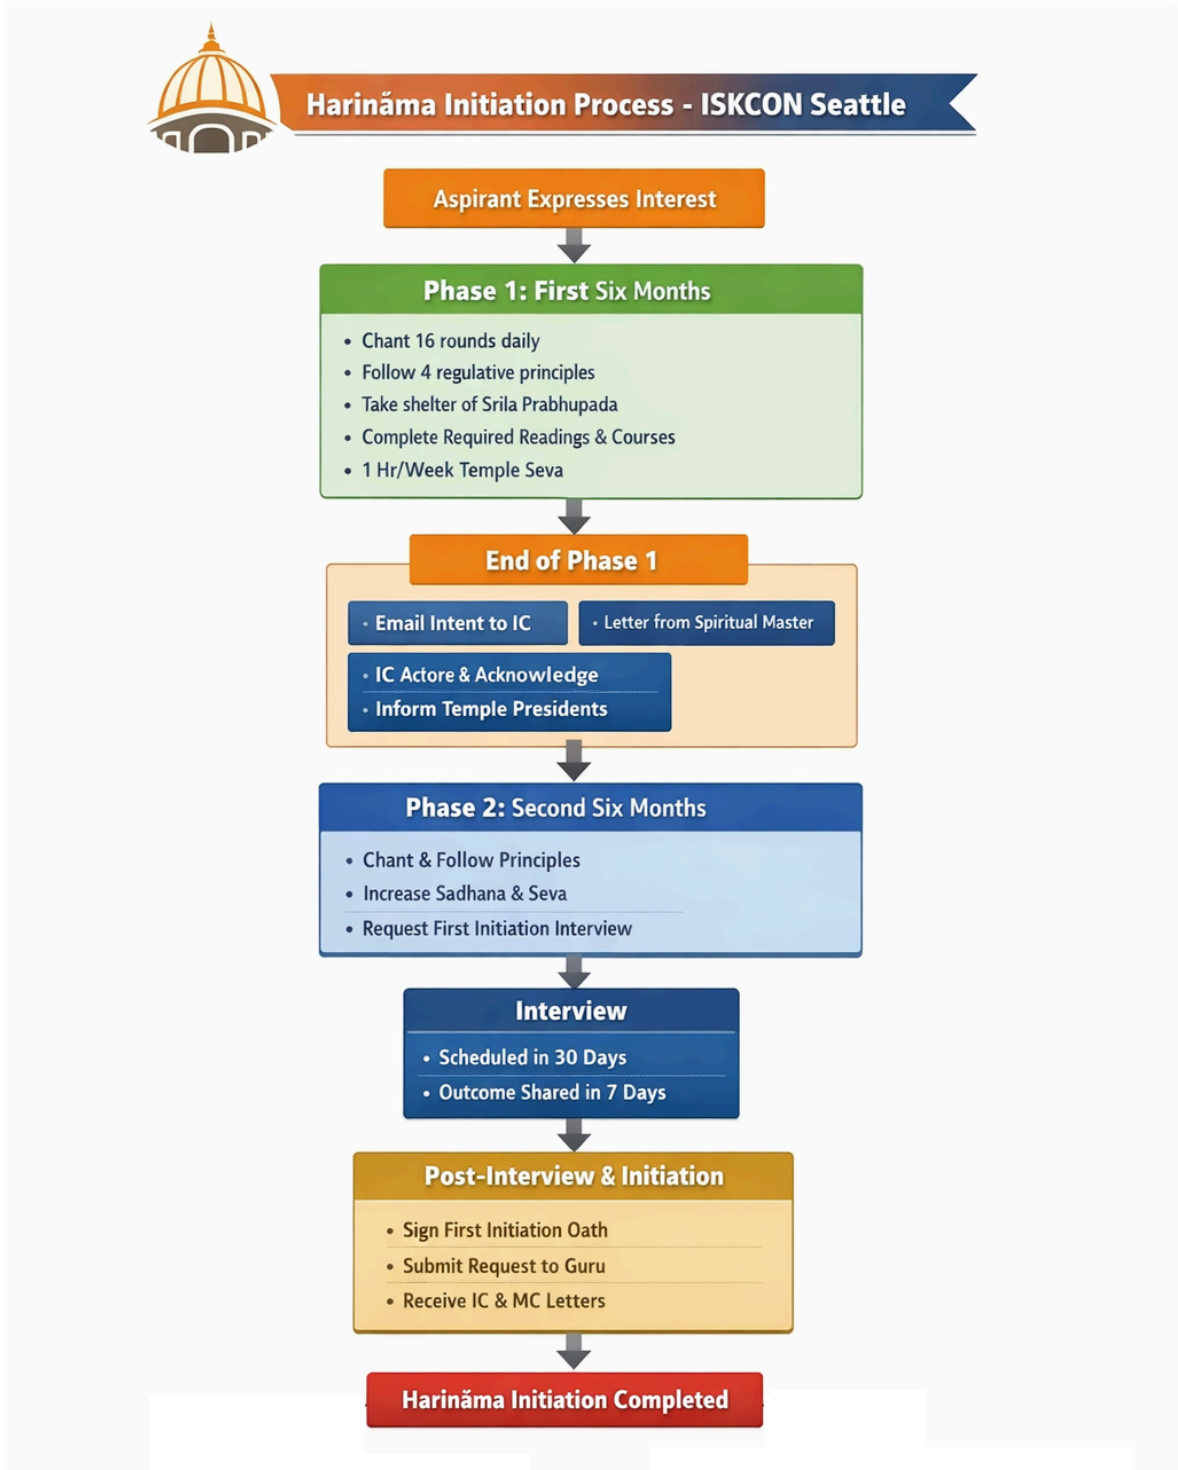 Harinăma Initiation Process - ISKCON Seattle
Aspirant Expresses Interest
Phase 1: First Six Months
• Chant 16 rounds daily
• Follow 4 regulative principles
• Take shelter of Srila Prabhupada
• Complete Required Readings & Courses
• 1 Hr/Week Temple Seva
End of Phase 1
• Email Intent to IC
• Letter from Spiritual Master
• IC Actore & Acknowledge
• Inform Temple Presidents
Phase 2: Second Six Months
• Chant & Follow Principles
• Increase Sadhana & Seva
• Request First Initiation Interview
Interview
• Scheduled in 30 Days
• Outcome Shared in 7 Days
Post-Interview & Initiation
• Sign First Initiation Oath
• Submit Request to Guru
• Receive IC & MC Letters
Harinăma Initiation Completed